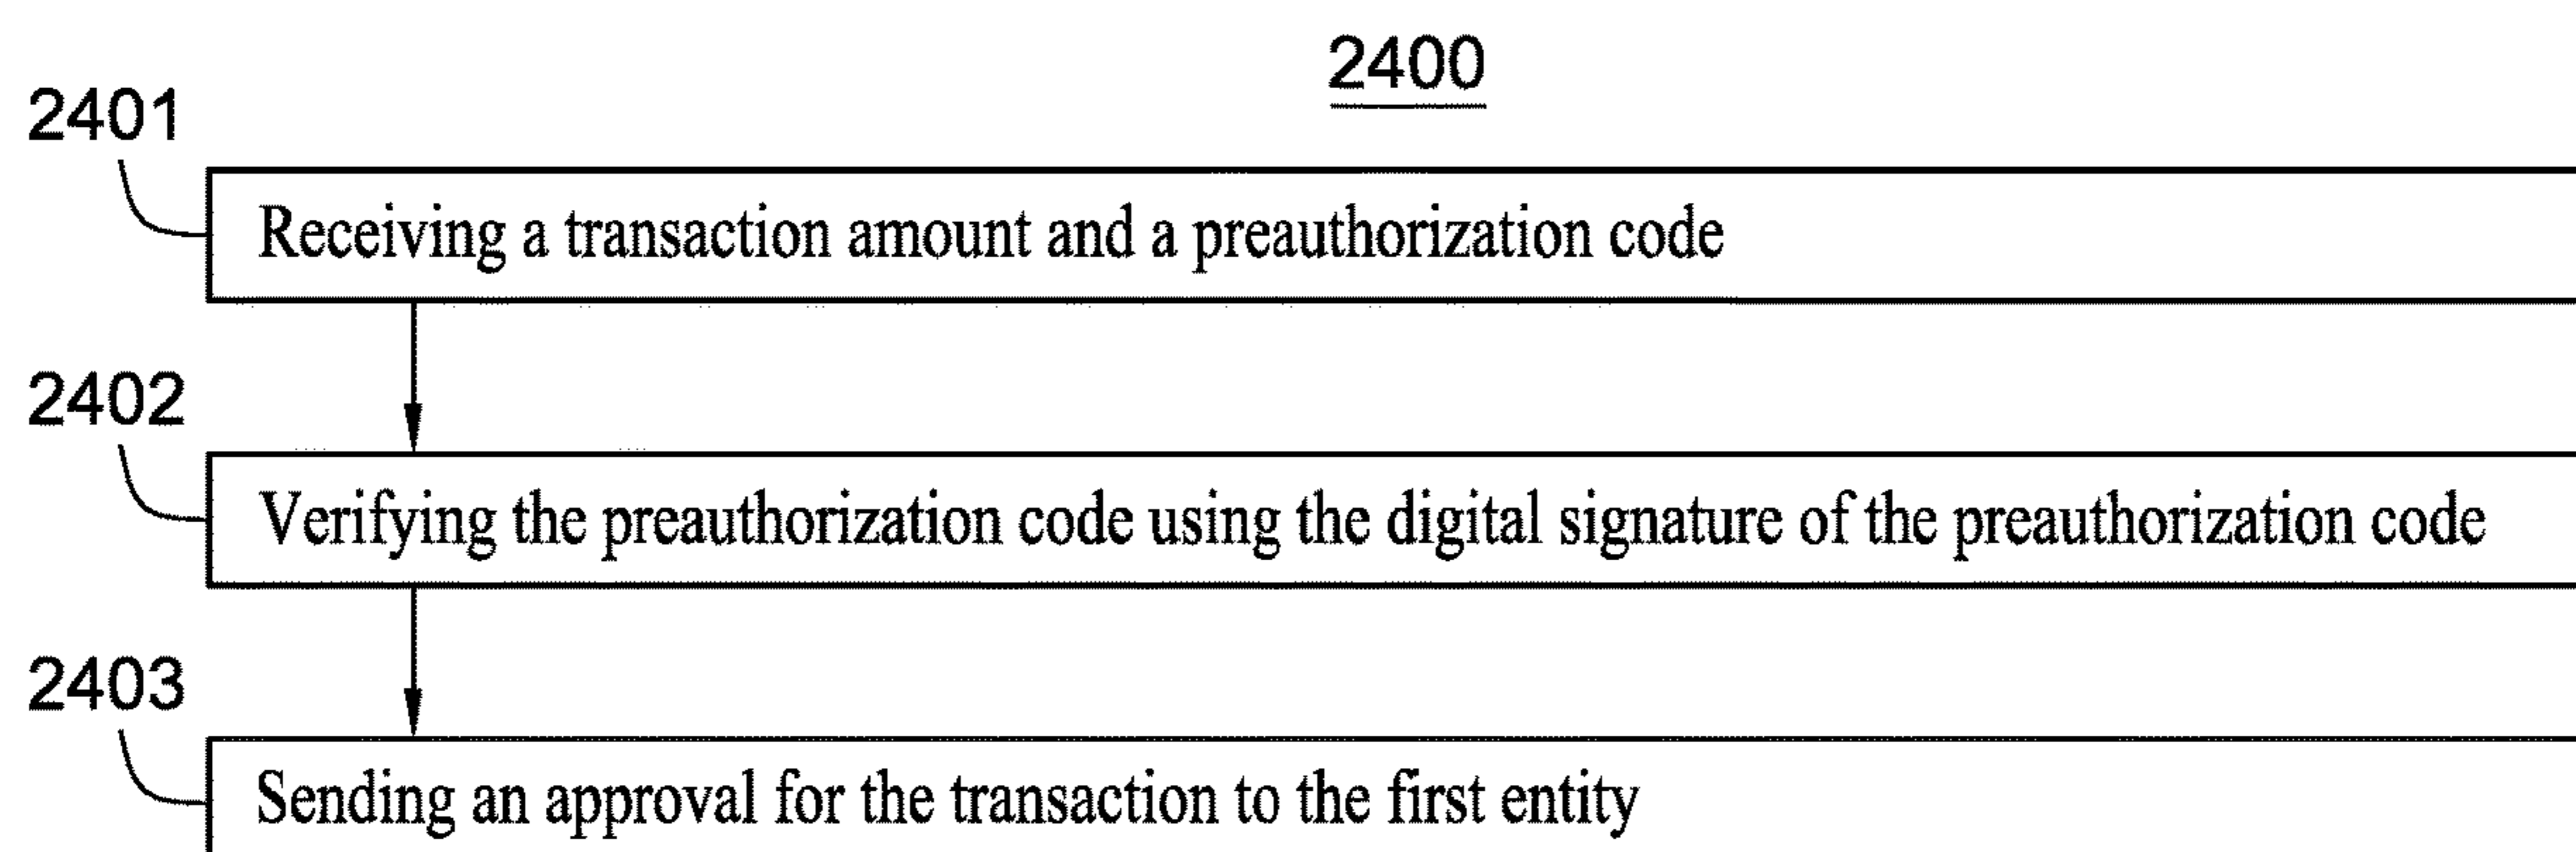 2400
2401
Receiving a transaction amount and a preauthorization code
2402
Verifying the preauthorization code using the digital signature of the preauthorization code
2403
Sending an approval for the transaction to the first entity